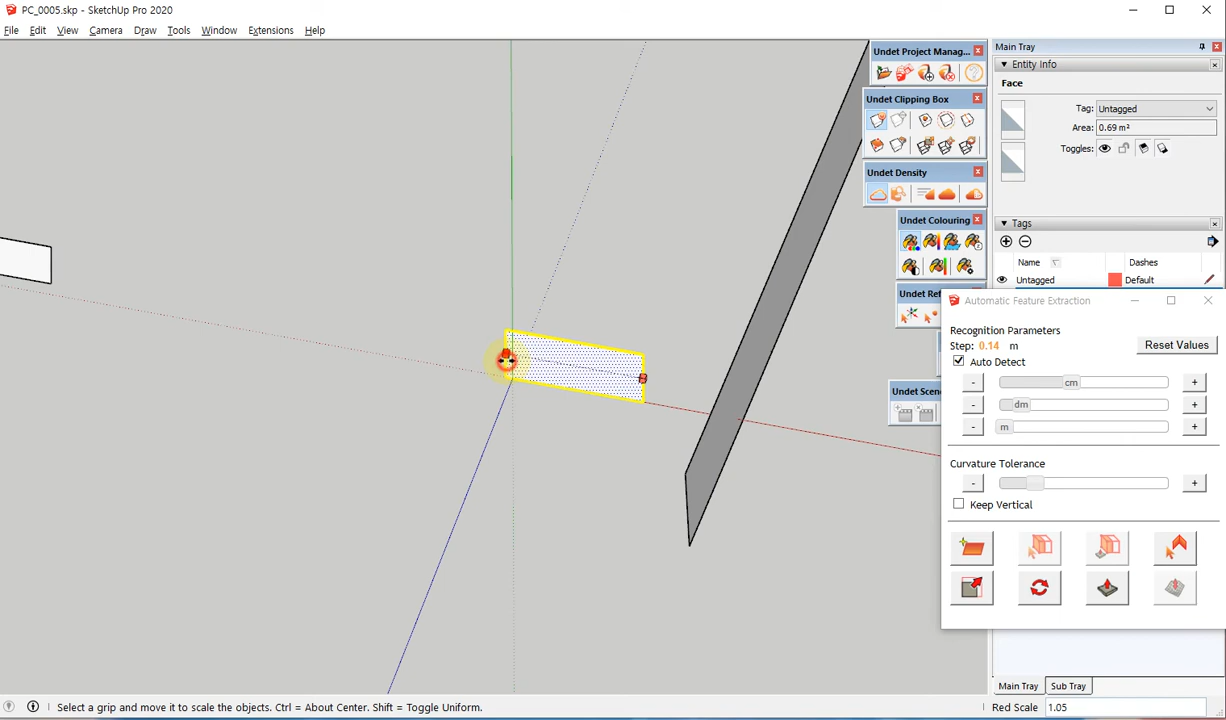 PC_0005.skp - SketchUp Pro 2020
File Edit View Camera Draw Tools Window Extensions Help
Undet Project Manag...
Undet Clipping Box
Undet Density
Undet Colouring
Undet Ref
Undet Scen
Main Tray
Entity Info
Face
Tag: Untagged
Area: 0.69 m²
Toggles:
Tags
Name Dashes
Untagged Default
Automatic Feature Extraction
Recognition Parameters
Step: 0.14 m Reset Values
Auto Detect
- cm +
- dm +
- m +
Curvature Tolerance
- +
Keep Vertical
Main Tray Sub Tray
Select a grip and move it to scale the objects. Ctrl = About Center. Shift = Toggle Uniform.
Red Scale 1.05